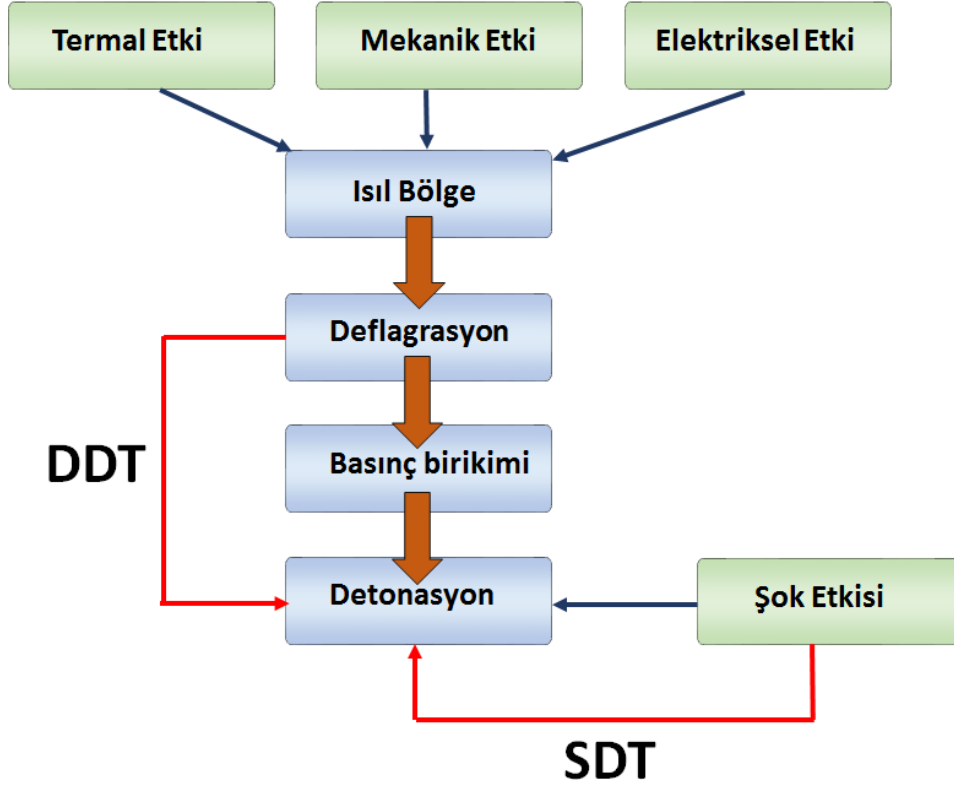 Termal Etki
Mekanik Etki
Elektriksel Etki
Isıl Bölge
Deflagrasyon
DDT
Basınç birikimi
Detonasyon
Şok Etkisi
SDT